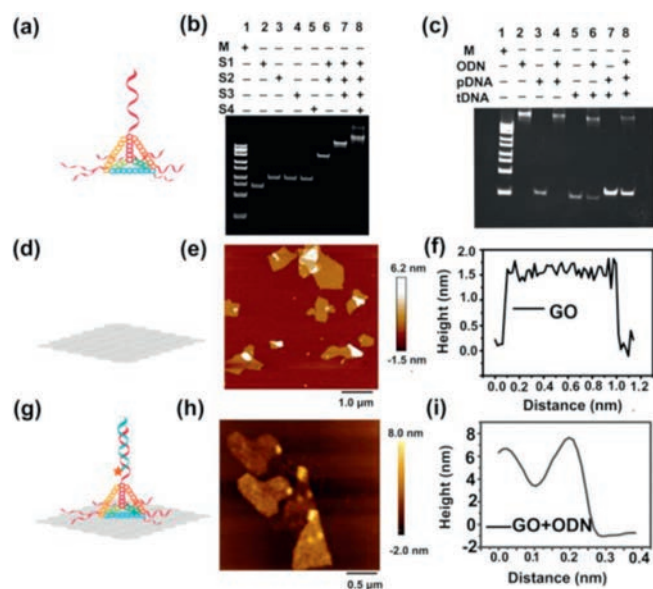 (a)
(b)
1 2 3 4 5 6 7 8
M + – – – – – – –
S1 – + – – – + + +
S2 – – + – – + + +
S3 – – – + – – + +
S4 – – – – + – – +
(c)
1 2 3 4 5 6 7 8
M + – – – – – – –
ODN – + – + – + – +
pDNA – – + + – – + +
tDNA – – – – + + + +
(d)
(e)
6.2 nm
-1.5 nm
1.0 μm
(f)
Height (nm)
2.0
1.5
1.0
0.5
0.0
GO
0.0 0.2 0.4 0.6 0.8 1.0
Distance (nm)
(g)
(h)
8.0 nm
-2.0 nm
0.5 μm
(i)
Height (nm)
8
6
4
2
0
-2
GO+ODN
0.0 0.1 0.2 0.3 0.4
Distance (nm)